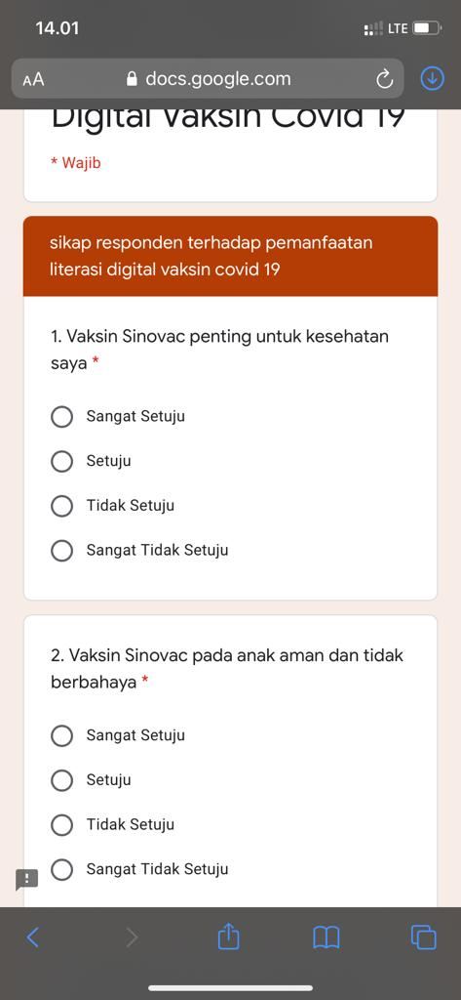 14.01
LTE
AA
docs.google.com
Digital Vaksin Covid 19
* Wajib
sikap responden terhadap pemanfaatan
literasi digital vaksin covid 19
1. Vaksin Sinovac penting untuk kesehatan
saya *
Sangat Setuju
Setuju
Tidak Setuju
Sangat Tidak Setuju
2. Vaksin Sinovac pada anak aman dan tidak
berbahaya *
Sangat Setuju
Setuju
Tidak Setuju
Sangat Tidak Setuju